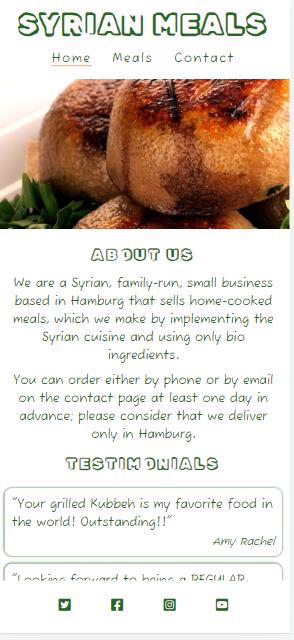 SYRIAN MEALS
Home Meals Contact
ABOUT US
We are a Syrian, family-run, small business
based in Hamburg that sells home-cooked
meals, which we make by implementing the
Syrian cuisine and using only bio
ingredients.
You can order either by phone or by email
on the contact page at least one day in
advance; please consider that we deliver
only in Hamburg.
TESTIMONIALS
"Your grilled Kubbeh is my favorite food in
the world! Outstanding!!"
Amy Rachel
"Looking forward to being a REGULAR